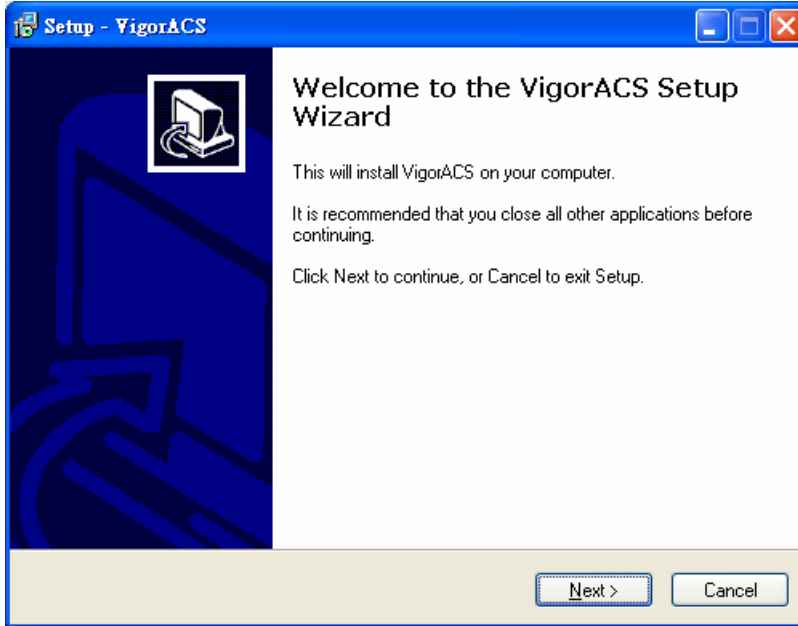 Setup - VigorACS
Welcome to the VigorACS Setup
Wizard
This will install VigorACS on your computer.
It is recommended that you close all other applications before
continuing.
Click Next to continue, or Cancel to exit Setup.
Next >
Cancel